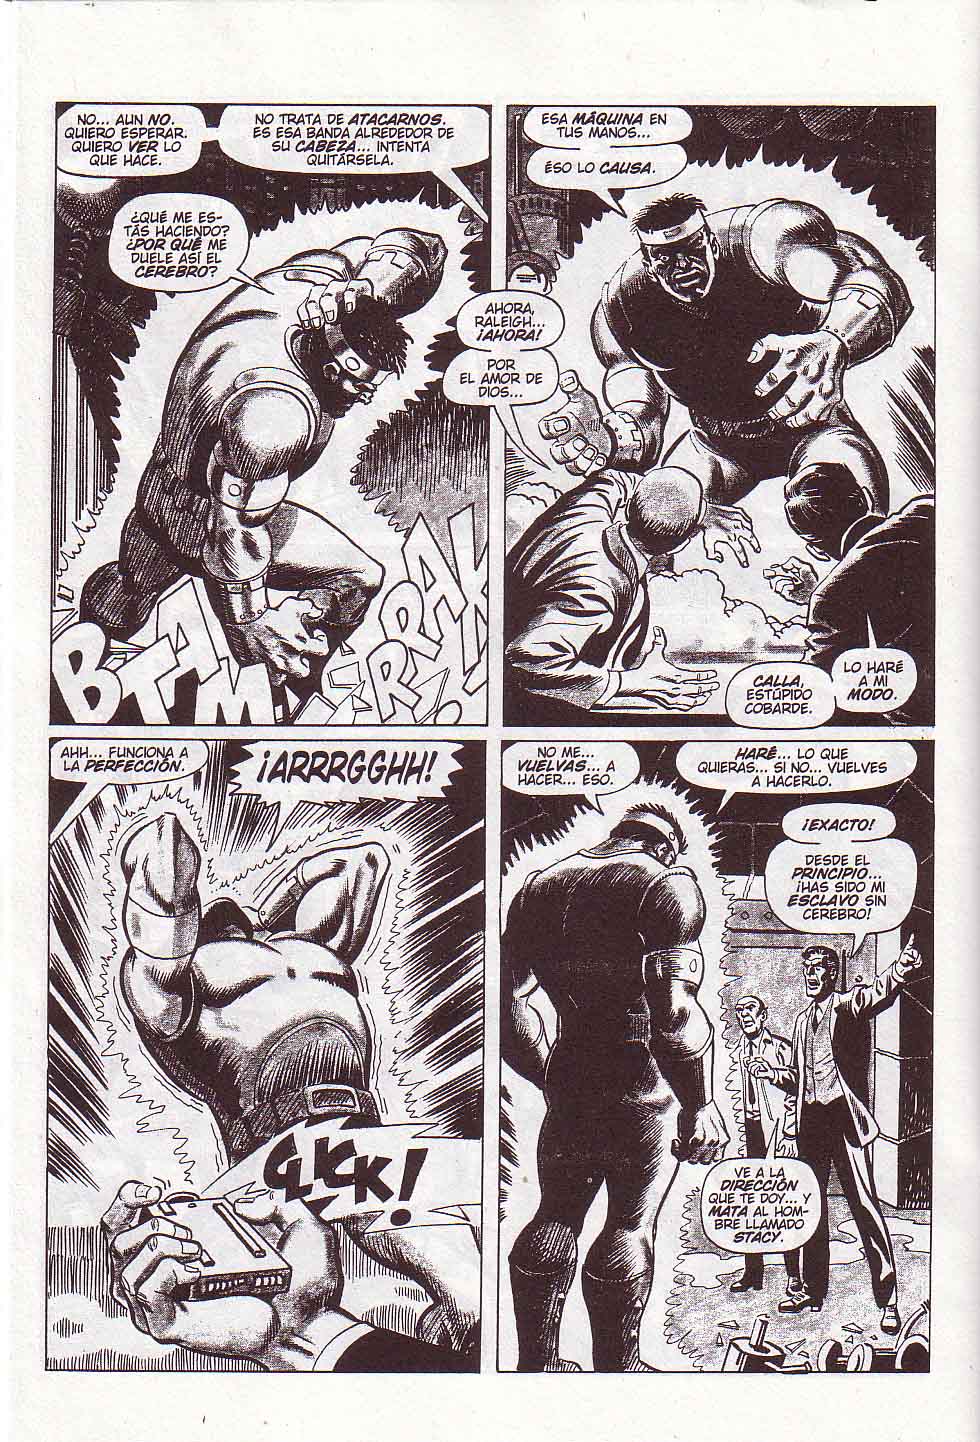 NO... AUN NO.
QUIERO ESPERAR.
QUIERO VER LO
QUE HACE.
NO TRATA DE ATACARNOS.
ES ESA BANDA ALREDEDOR DE
SU CABEZA... INTENTA
QUITÁRSELA.
¿QUÉ ME ES-
TÁS HACIENDO?
¿POR QUÉ ME
DUELE ASÍ EL
CEREBRO?
BTAM
SKRRRAAK!
ESA MÁQUINA EN
TUS MANOS...
ÉSO LO CAUSA.
AHORA,
RALEIGH...
¡AHORA!
POR
EL AMOR DE
DIOS...
CALLA,
ESTÚPIDO
COBARDE.
LO HARÉ
A MI
MODO.
AHH... FUNCIONA A
LA PERFECCIÓN.
¡ARRRGGHH!
CLICK!
NO ME...
VUELVAS... A
HACER... ESO.
HARÉ... LO QUE
QUIERAS... SI NO... VUELVES
A HACERLO.
¡EXACTO!
DESDE EL
PRINCIPIO...
¡HAS SIDO MI
ESCLAVO SIN
CEREBRO!
VE A LA
DIRECCIÓN
QUE TE DOY... Y
MATA AL HOM-
BRE LLAMADO
STACY.